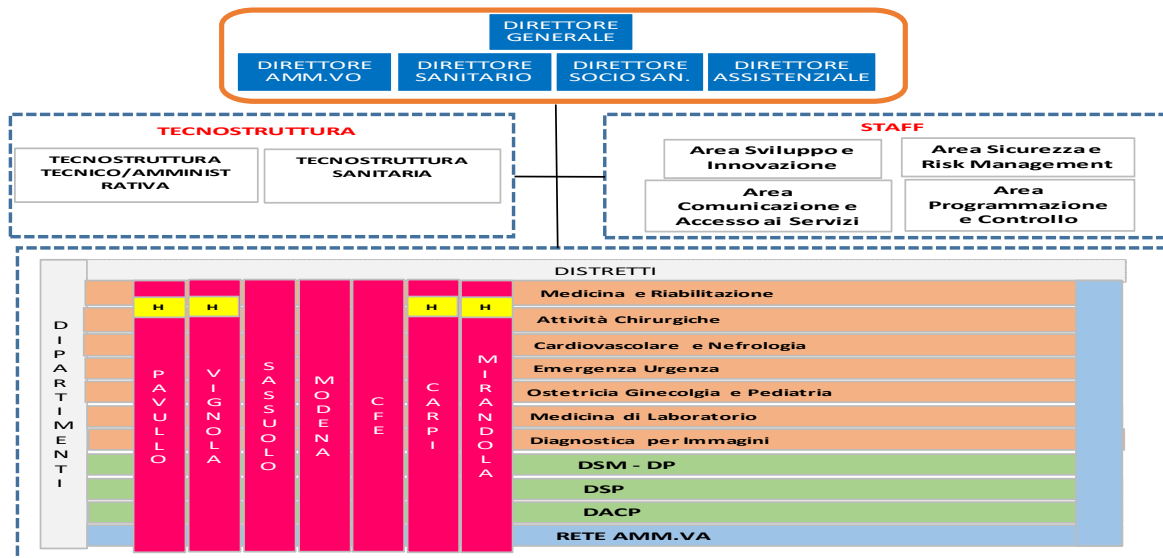 DIRETTORE
GENERALE
DIRETTORE
AMM.VO
DIRETTORE
SANITARIO
DIRETTORE
SOCIO SAN.
DIRETTORE
ASSISTENZIALE
TECNOSTRUTTURA
TECNOSTRUTTURA
TECNICO/AMMINIST
RATIVA
TECNOSTRUTTURA
SANITARIA
STAFF
Area Sviluppo e
Innovazione
Area Sicurezza e
Risk Management
Area
Comunicazione e
Accesso ai Servizi
Area
Programmazione
e Controllo
DISTRETTI
DIPARTIMENTI
H
H
H
H
PAVULLO
VIGNOLA
SASSUOLO
MODENA
CFE
CARPI
MIRANDOLA
Medicina e Riabilitazione
Attività Chirurgiche
Cardiovascolare e Nefrologia
Emergenza Urgenza
Ostetricia Ginecolgia e Pediatria
Medicina di Laboratorio
Diagnostica per Immagini
DSM - DP
DSP
DACP
RETE AMM.VA